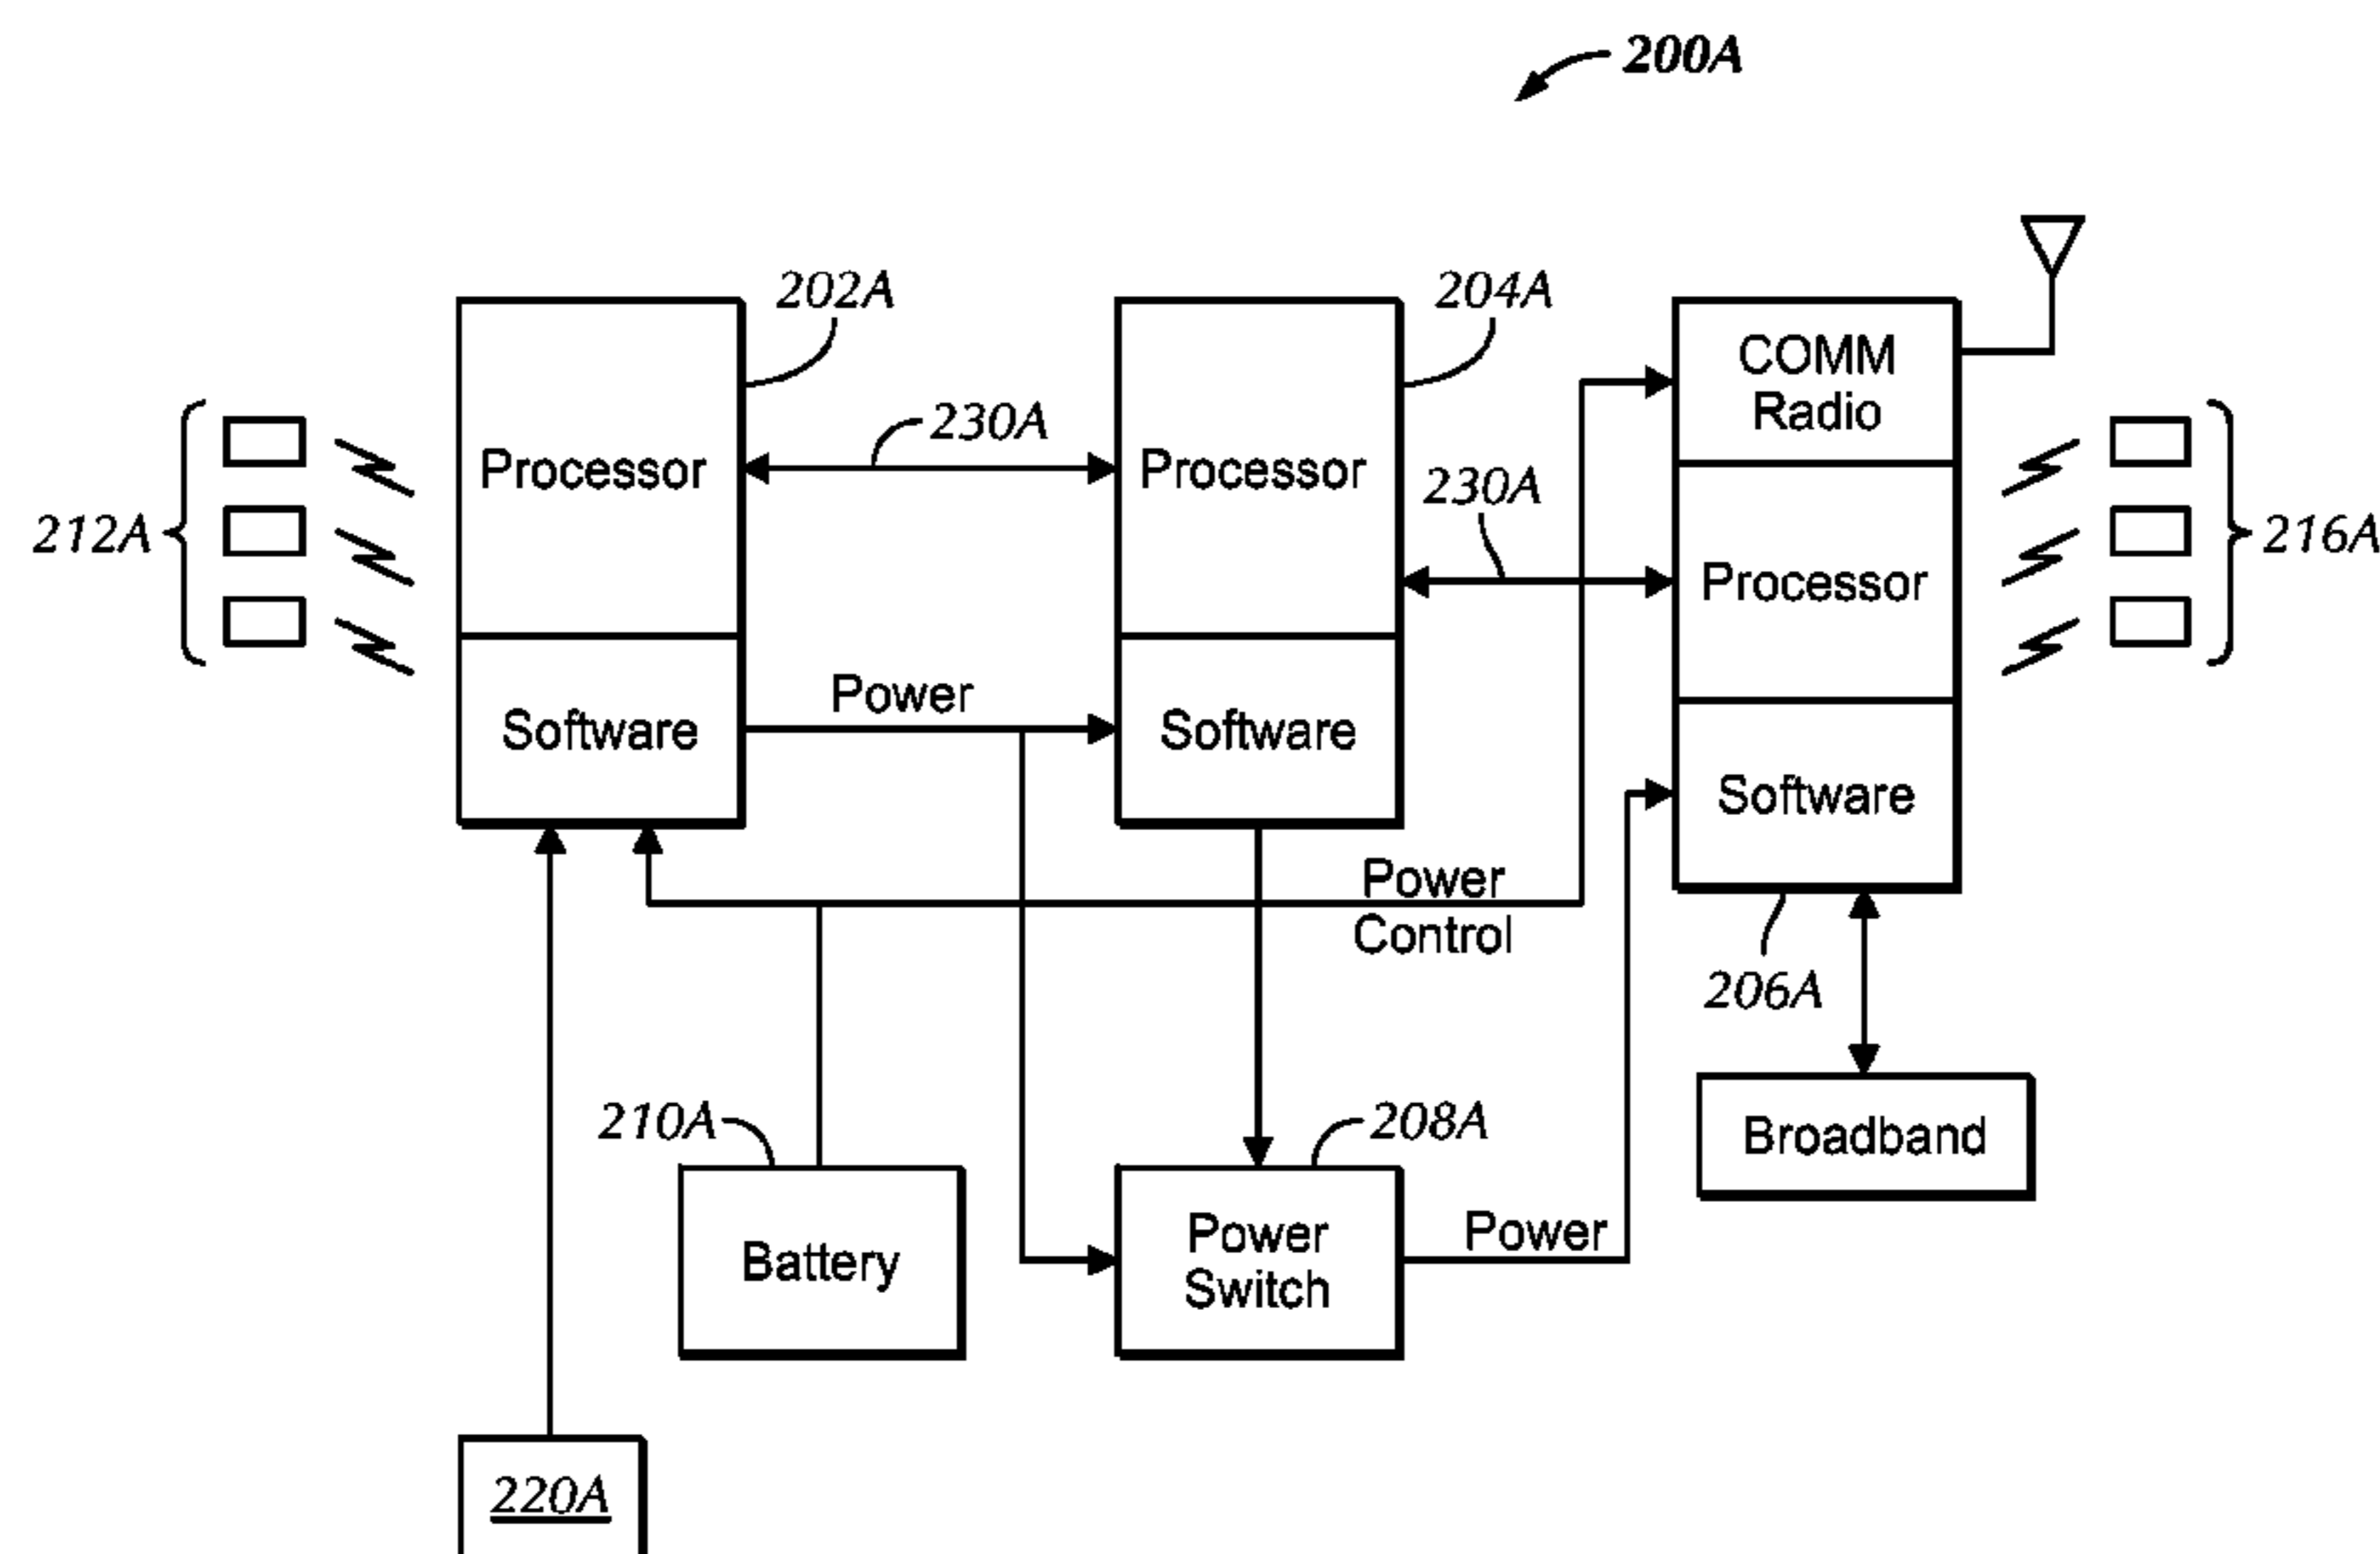 200A
202A
204A
COMM
Radio
230A
Processor
Processor
230A
212A
216A
Processor
Power
Software
Software
Software
Power
Control
206A
210A
208A
Broadband
Power
Switch
Power
Battery
220A